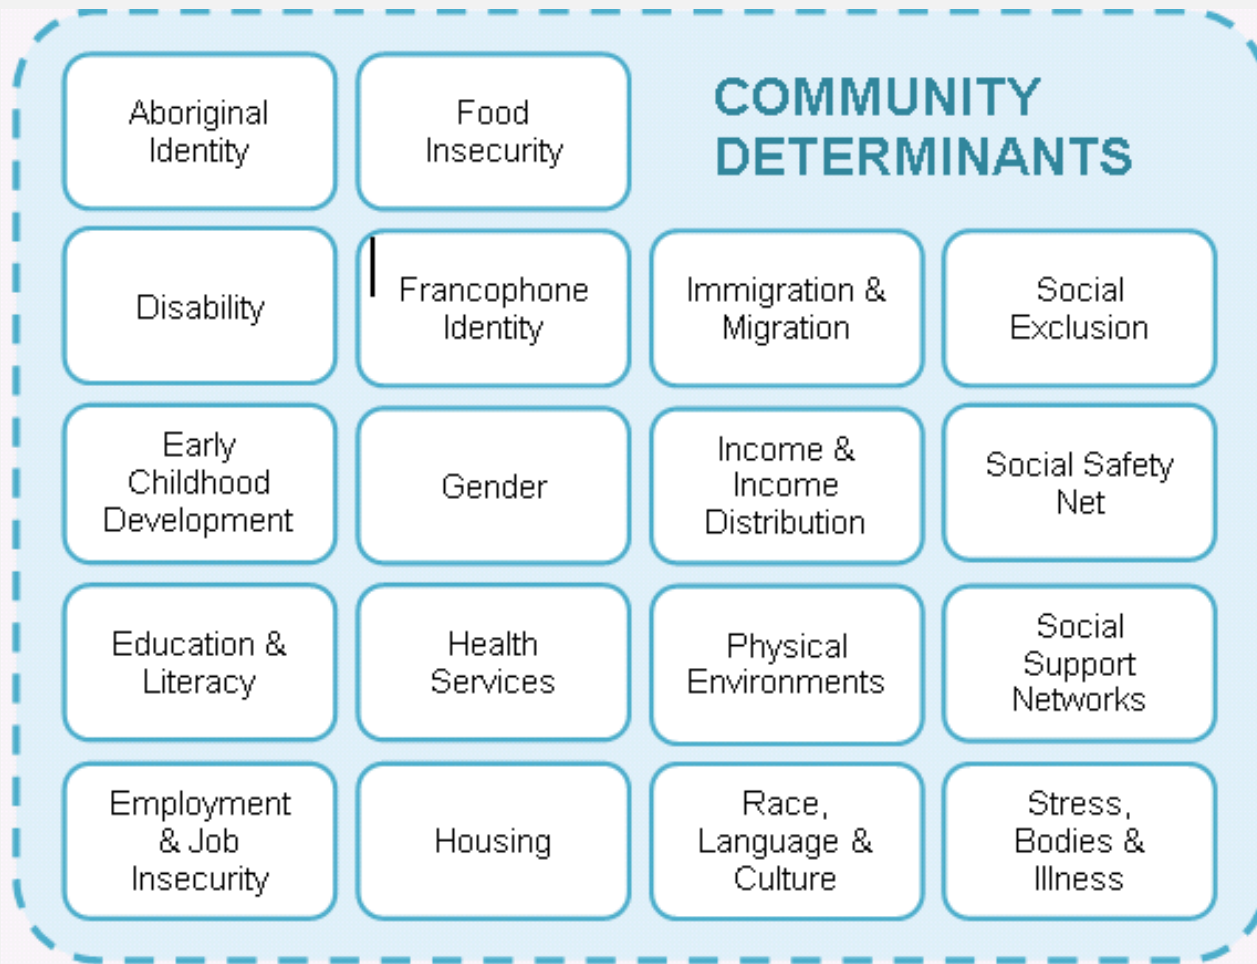 Aboriginal
Identity
Food
Insecurity
COMMUNITY
DETERMINANTS
Disability
Francophone
Identity
Immigration &
Migration
Social
Exclusion
Early
Childhood
Development
Gender
Income &
Income
Distribution
Social Safety
Net
Education &
Literacy
Health
Services
Physical
Environments
Social
Support
Networks
Employment
& Job
Insecurity
Housing
Race,
Language &
Culture
Stress,
Bodies &
Illness